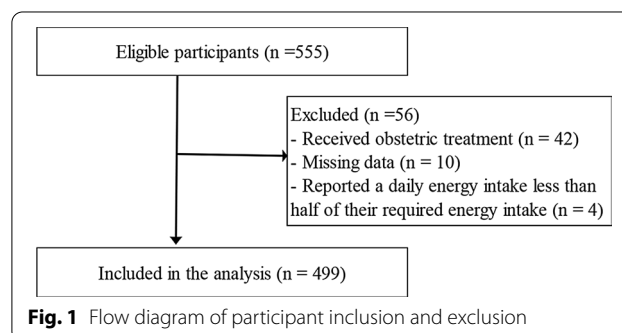 Eligible participants (n =555)
Excluded (n =56)
- Received obstetric treatment (n = 42)
- Missing data (n = 10)
- Reported a daily energy intake less than
half of their required energy intake (n = 4)
Included in the analysis (n = 499)
Fig. 1 Flow diagram of participant inclusion and exclusion